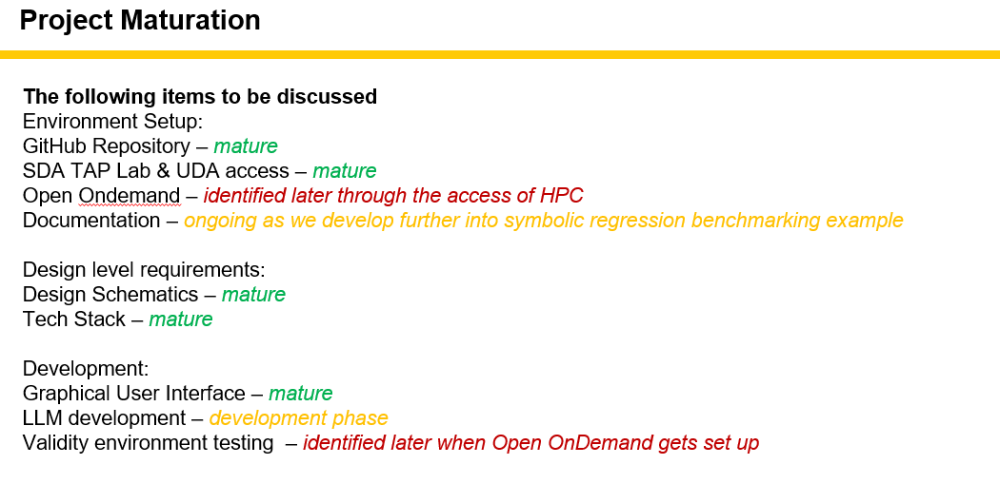 Project Maturation
The following items to be discussed
Environment Setup:
GitHub Repository – mature
SDA TAP Lab & UDA access – mature
Open Ondemand – identified later through the access of HPC
Documentation – ongoing as we develop further into symbolic regression benchmarking example
Design level requirements:
Design Schematics – mature
Tech Stack – mature
Development:
Graphical User Interface – mature
LLM development – development phase
Validity environment testing  – identified later when Open OnDemand gets set up